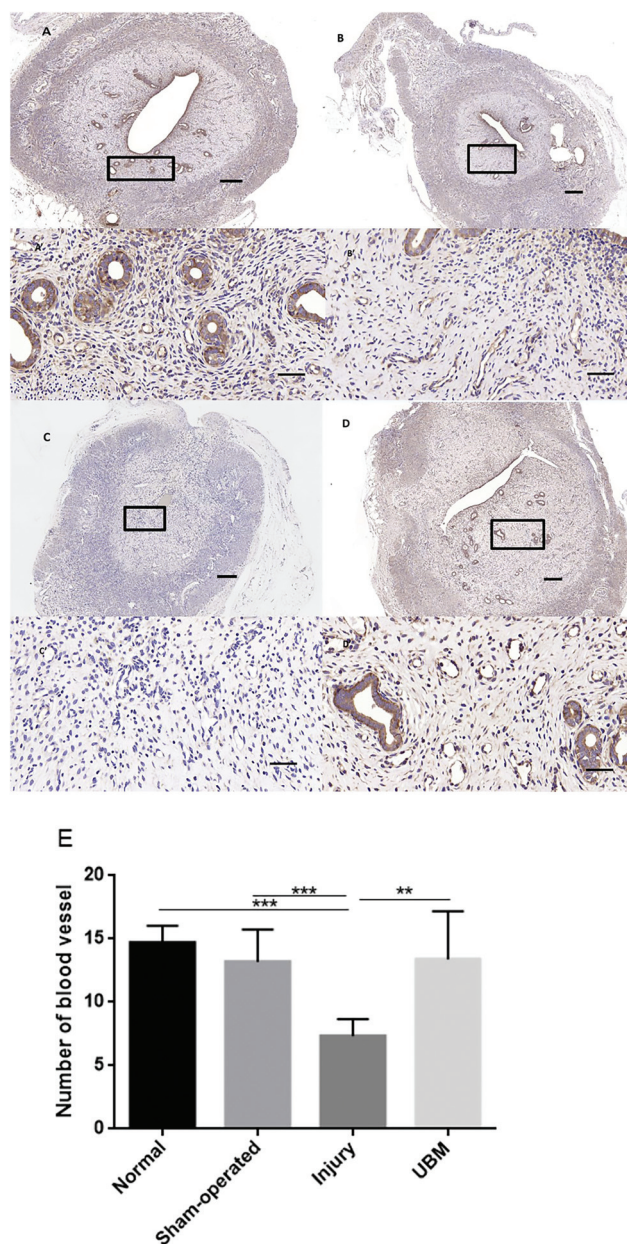 A
B
A'
B'
C
D
C'
D'
E
20
***
**
***
15
10
5
0
Number of blood vessel
Normal
Sham-operated
Injury
UBM